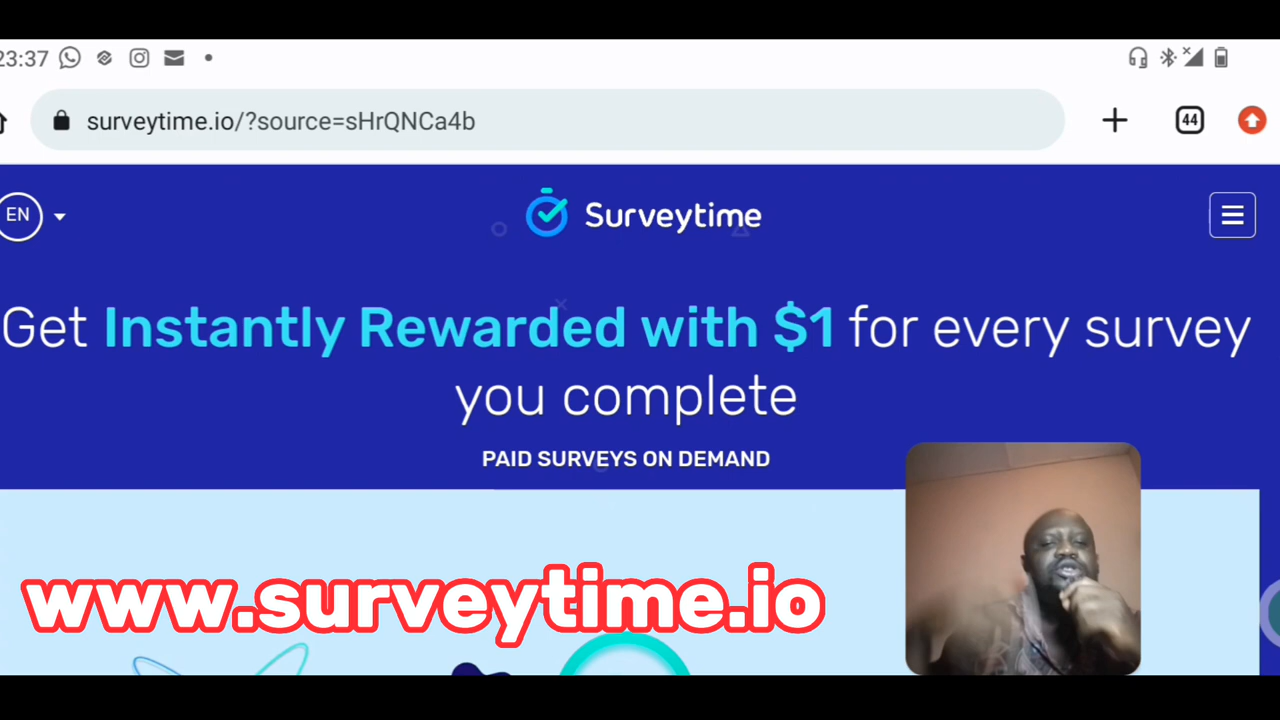 23:37
surveytime.io/?source=sHrQNCa4b
44
EN
Surveytime
Get Instantly Rewarded with $1 for every survey
you complete
PAID SURVEYS ON DEMAND
www.surveytime.io